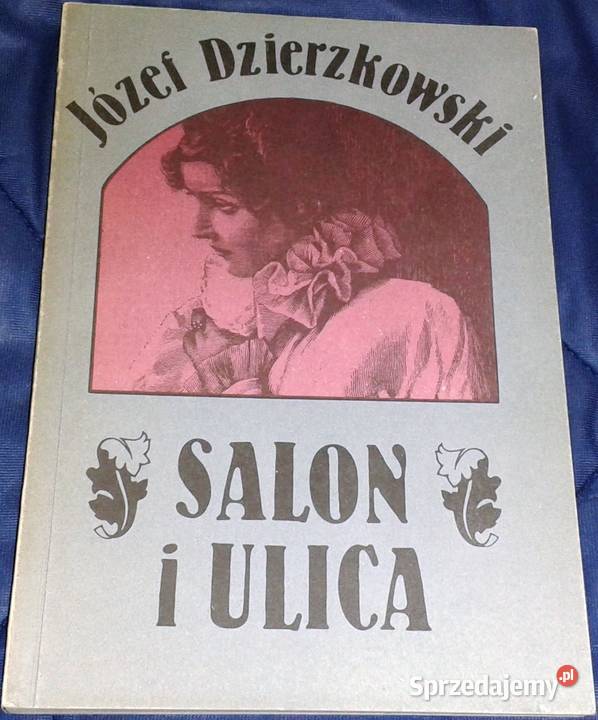 Józef Dzierzkowski
SALON
i ULICA
Sprzedajemy.pl